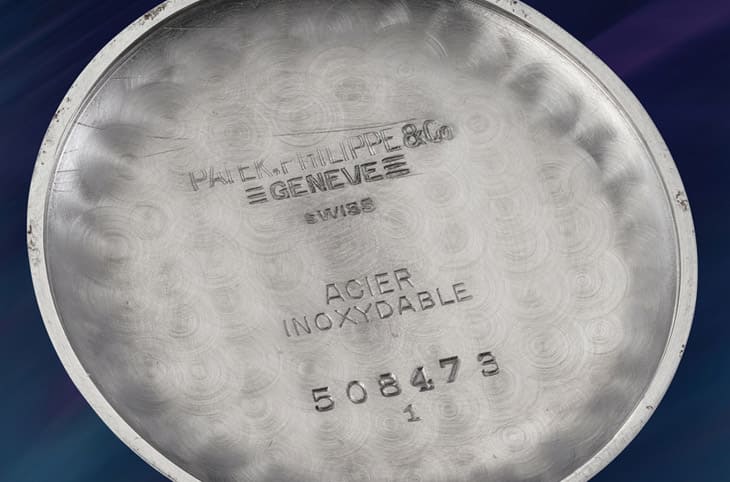 PATEK, PHILIPPE & Co
GENEVE
SWISS
ACIER
INOXYDABLE
508473
1